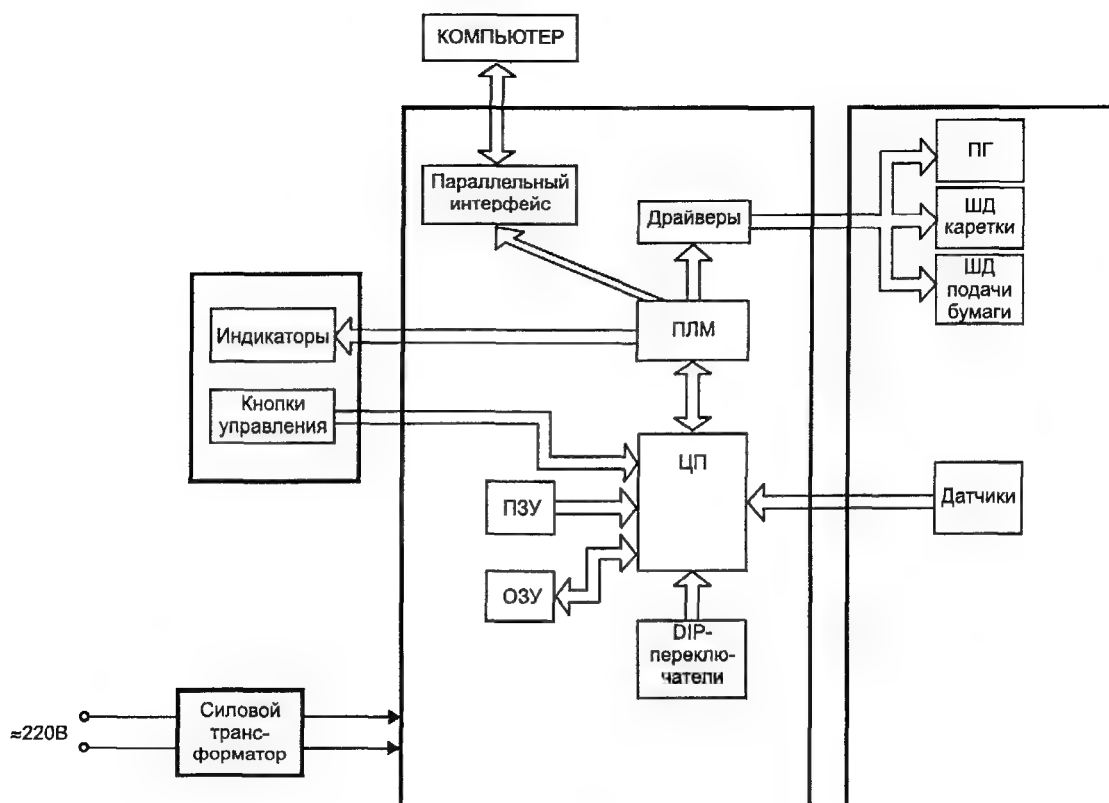 КОМПЬЮТЕР
Параллельный
интерфейс
Драйверы
ПГ
ШД
каретки
ШД
подачи
бумаги
Индикаторы
ПЛМ
Кнопки
управления
ЦП
ПЗУ
Датчики
ОЗУ
DIP-
переклю-
чатели
≈220В
Силовой
транс-
форматор